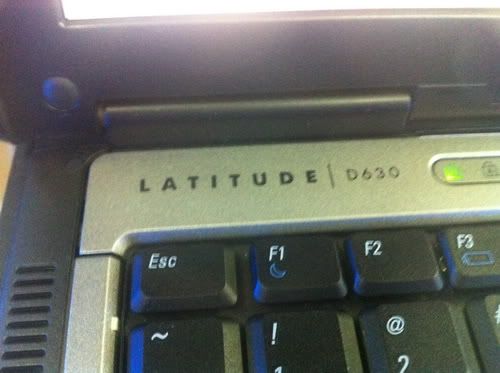 LATITUDE | D630
Esc F1 F2 F3
~ ! @
2